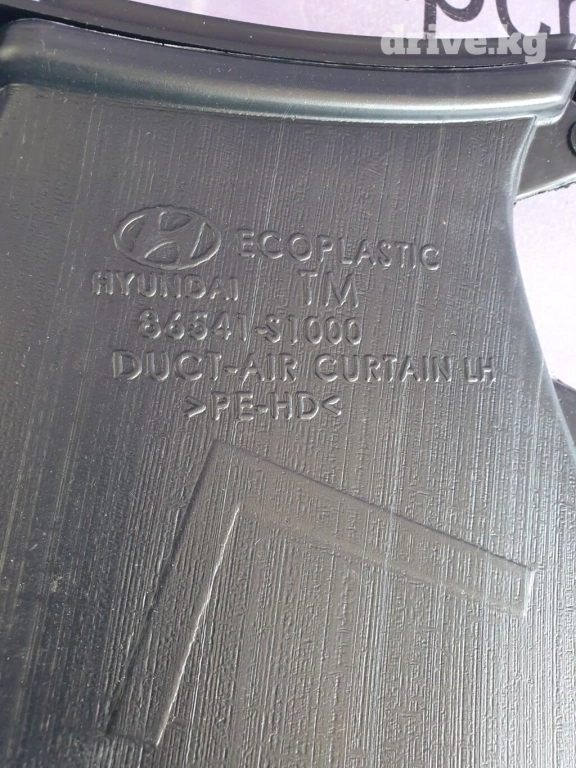 drive.kg
ECOPLASTIC
HYUNDAI TM
86541-S1000
DUCT-AIR CURTAIN LH
>PE-HD<